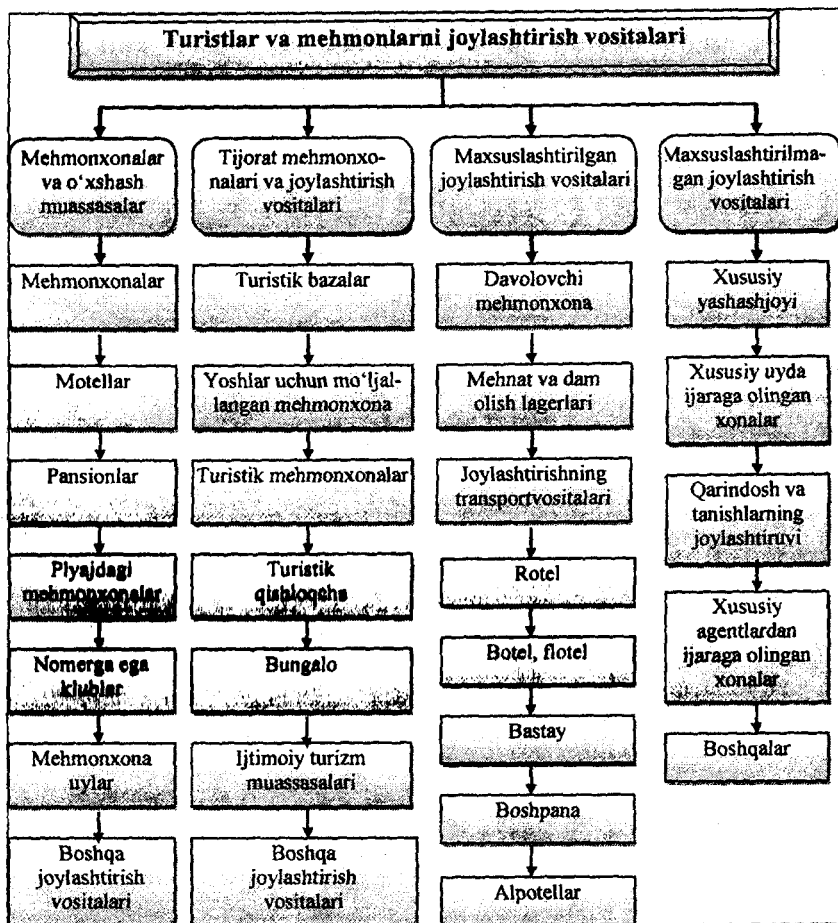 Turistlar va mehmonlarni joylashtirish vositalari
Mehmonxonalar
va o‘xshash
muassasalar
Mehmonxonalar
Motellar
Pansionlar
Plyajdagi
mehmonxonalar
Nomerga ega
klublar
Mehmonxona
uylar
Boshqa
joylashtirish
vositalari
Tijorat mehmonxo-
nalari va joylashtirish
vositalari
Turistik bazalar
Yoshlar uchun mo‘ljal-
langan mehmonxona
Turistik mehmonxonalar
Turistik
qishloqcha
Bungalo
Ijtimoiy turizm
muassasalari
Boshqa
joylashtirish
vositalari
Maxsuslashtirilgan
joylashtirish vositalari
Davolovchi
mehmonxona
Mehnat va dam
olish lagerlari
Joylashtirishning
transportvositalari
Rotel
Botel, flotel
Bastay
Boshpana
Alpotellar
Maxsuslashtirilma-
gan joylashtirish
vositalari
Xususiy
yashashjoyi
Xususiy uyda
ijaraga olingan
xonalar
Qarindosh va
tanishlarning
joylashtiruvi
Xususiy
agentlardan
ijaraga olingan
xonalar
Boshqalar